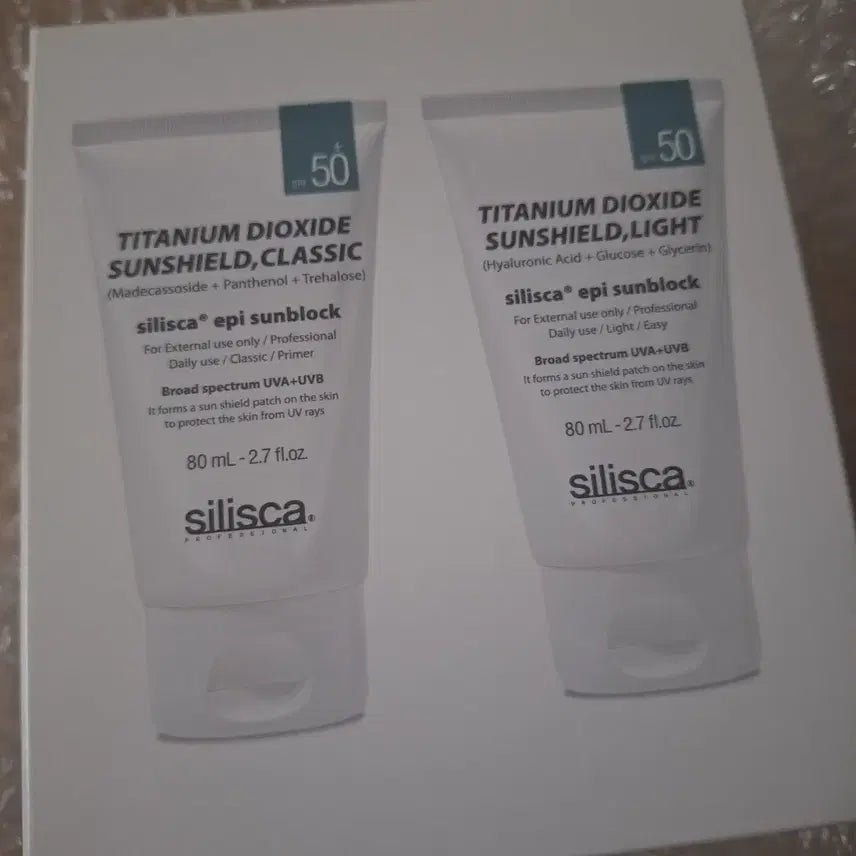 SPF 50+
TITANIUM DIOXIDE
SUNSHIELD,CLASSIC
(Madecassoside + Panthenol + Trehalose)
silisca® epi sunblock
For External use only / Professional
Daily use / Classic / Primer
Broad spectrum UVA+UVB
It forms a sun shield patch on the skin
to protect the skin from UV rays
80 mL - 2.7 fl.oz.
silisca®
PROFESSIONAL
SPF 50
TITANIUM DIOXIDE
SUNSHIELD,LIGHT
(Hyaluronic Acid + Glucose + Glycerin)
silisca® epi sunblock
For External use only / Professional
Daily use / Light / Easy
Broad spectrum UVA+UVB
It forms a sun shield patch on the skin
to protect the skin from UV rays
80 mL - 2.7 fl.oz.
silisca®
PROFESSIONAL